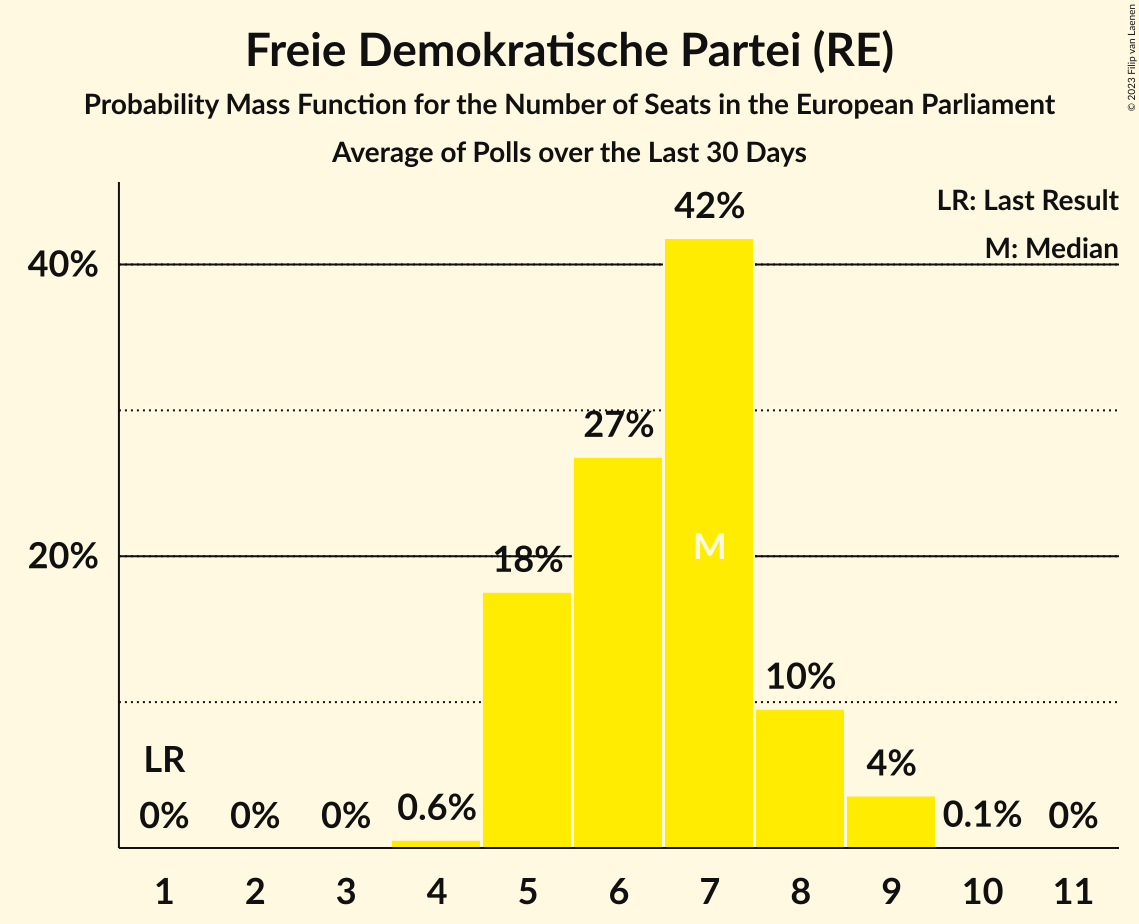 Freie Demokratische Partei (RE)
Probability Mass Function for the Number of Seats in the European Parliament
Average of Polls over the Last 30 Days
© 2023 Filip van Laenen
LR: Last Result
M: Median
40%
20%
LR
0%
0%
0%
0.6%
18%
27%
42%
M
10%
4%
0.1%
0%
1 2 3 4 5 6 7 8 9 10 11